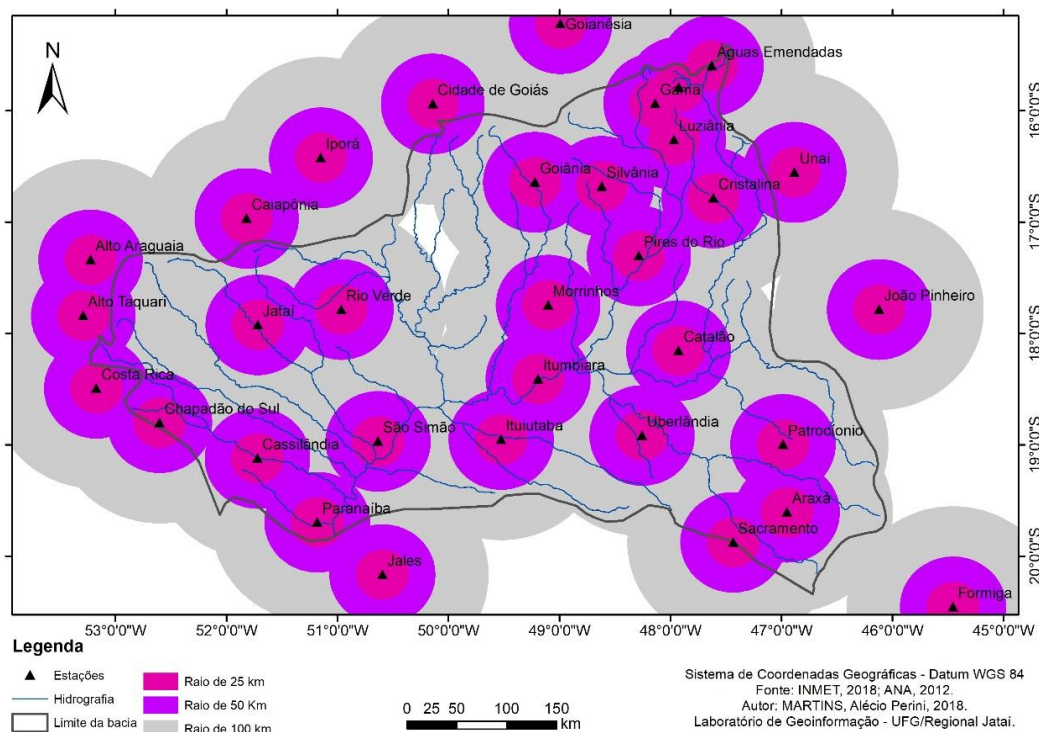 N
Goianésia
Águas Emendadas
Cidade de Goiás
Gama
Luziânia
Iporá
Goiânia
Silvânia
Unaí
Cristalina
Caiapônia
Alto Araguaia
Pires do Rio
Alto Taquari
Jataí
Rio Verde
Morrinhos
João Pinheiro
Catalão
Costa Rica
Itumbiara
Chapadão do Sul
São Simão
Ituiutaba
Uberlândia
Patrocionio
Cassilândia
Paranaíba
Araxá
Sacramento
Jales
Formiga
16°0'0"S
17°0'0"S
18°0'0"S
19°0'0"S
20°0'0"S
53°0'0"W
52°0'0"W
51°0'0"W
50°0'0"W
49°0'0"W
48°0'0"W
47°0'0"W
46°0'0"W
45°0'0"W
Legenda
Estações
Hidrografia
Limite da bacia
Raio de 25 km
Raio de 50 Km
Raio de 100 km
0 25 50 100 150
km
Sistema de Coordenadas Geográficas - Datum WGS 84
Fonte: INMET, 2018; ANA, 2012.
Autor: MARTINS, Alécio Perini, 2018.
Laboratório de Geoinformação - UFG/Regional Jataí.